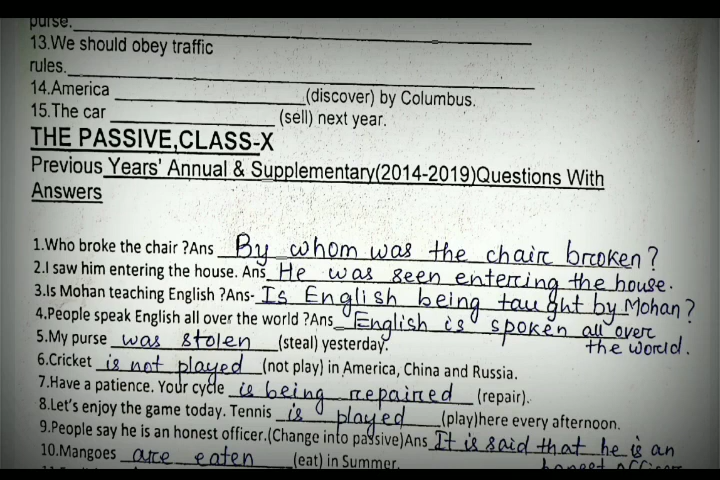 purse.
13.We should obey traffic
rules.
14.America (discover) by Columbus.
15.The car (sell) next year.
THE PASSIVE,CLASS-X
Previous Years' Annual & Supplementary(2014-2019)Questions With
Answers
1.Who broke the chair ?Ans By whom was the chair broken?
2.I saw him entering the house. Ans He was seen entering the house.
3.Is Mohan teaching English ?Ans- Is English being taught by Mohan?
4.People speak English all over the world ?Ans English is spoken all over
the world.
5.My purse was stolen (steal) yesterday.
6.Cricket is not played (not play) in America, China and Russia.
7.Have a patience. Your cycle is being repaired (repair).
8.Let's enjoy the game today. Tennis is played (play)here every afternoon.
9.People say he is an honest officer.(Change into passive)Ans It is said that he is an
honest officer
10.Mangoes are eaten (eat) in Summer.